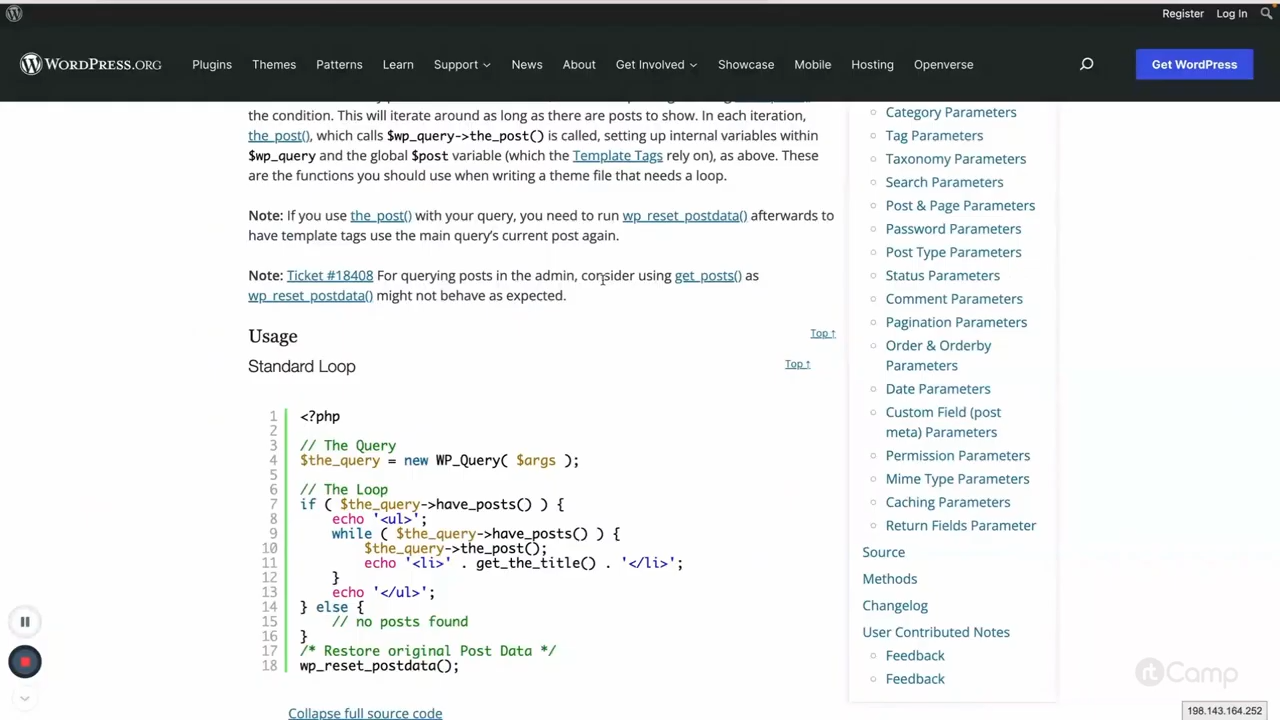 Register Log In
WORDPRESS.ORG Plugins Themes Patterns Learn Support News About Get Involved Showcase Mobile Hosting Openverse Get WordPress
the condition. This will iterate around as long as there are posts to show. In each iteration,
the_post(), which calls $wp_query->the_post() is called, setting up internal variables within
$wp_query and the global $post variable (which the Template Tags rely on), as above. These
are the functions you should use when writing a theme file that needs a loop.
Note: If you use the_post() with your query, you need to run wp_reset_postdata() afterwards to
have template tags use the main query's current post again.
Note: Ticket #18408 For querying posts in the admin, consider using get_posts() as
wp_reset_postdata() might not behave as expected.
Usage Top ↑
Standard Loop Top ↑
1 <?php
2
3 // The Query
4 $the_query = new WP_Query( $args );
5
6 // The Loop
7 if ( $the_query->have_posts() ) {
8 echo '<ul>';
9 while ( $the_query->have_posts() ) {
10 $the_query->the_post();
11 echo '<li>' . get_the_title() . '</li>';
12 }
13 echo '</ul>';
14 } else {
15 // no posts found
16 }
17 /* Restore original Post Data */
18 wp_reset_postdata();
Collapse full source code
Category Parameters
Tag Parameters
Taxonomy Parameters
Search Parameters
Post & Page Parameters
Password Parameters
Post Type Parameters
Status Parameters
Comment Parameters
Pagination Parameters
Order & Orderby
Parameters
Date Parameters
Custom Field (post
meta) Parameters
Permission Parameters
Mime Type Parameters
Caching Parameters
Return Fields Parameter
Source
Methods
Changelog
User Contributed Notes
Feedback
Feedback
rtCamp
198.143.164.252